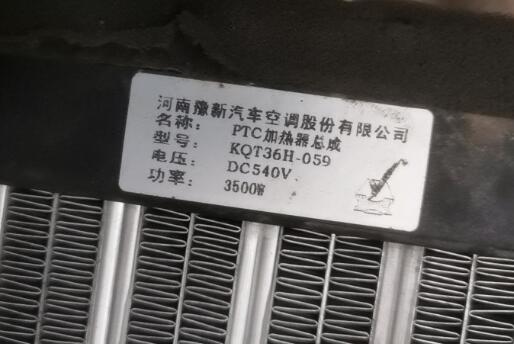 河南豫新汽车空调股份有限公司
名称: PTC加热器总成
型号: KQT36H-059
电压: DC540V
功率: 3500W